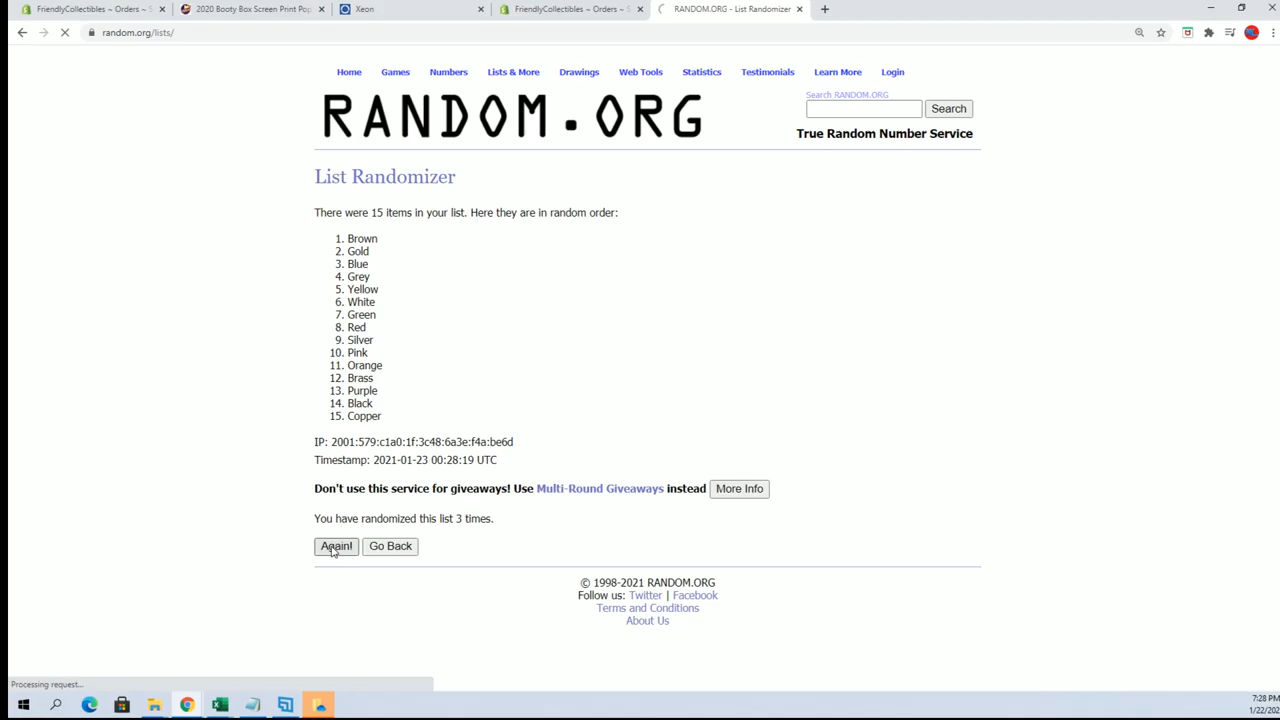 FriendlyCollectibles ~ Orders ~ S
2020 Booty Box Screen Print Pop
Xeon
FriendlyCollectibles ~ Orders ~ S
RANDOM.ORG - List Randomizer
random.org/lists/
Home Games Numbers Lists & More Drawings Web Tools Statistics Testimonials Learn More Login
RANDOM.ORG
Search RANDOM.ORG
Search
True Random Number Service
List Randomizer
There were 15 items in your list. Here they are in random order:
1. Brown
2. Gold
3. Blue
4. Grey
5. Yellow
6. White
7. Green
8. Red
9. Silver
10. Pink
11. Orange
12. Brass
13. Purple
14. Black
15. Copper
IP: 2001:579:c1a0:1f:3c48:6a3e:f4a:be6d
Timestamp: 2021-01-23 00:28:19 UTC
Don't use this service for giveaways! Use Multi-Round Giveaways instead More Info
You have randomized this list 3 times.
Again! Go Back
© 1998-2021 RANDOM.ORG
Follow us: Twitter | Facebook
Terms and Conditions
About Us
Processing request...
7:28 PM
1/22/202